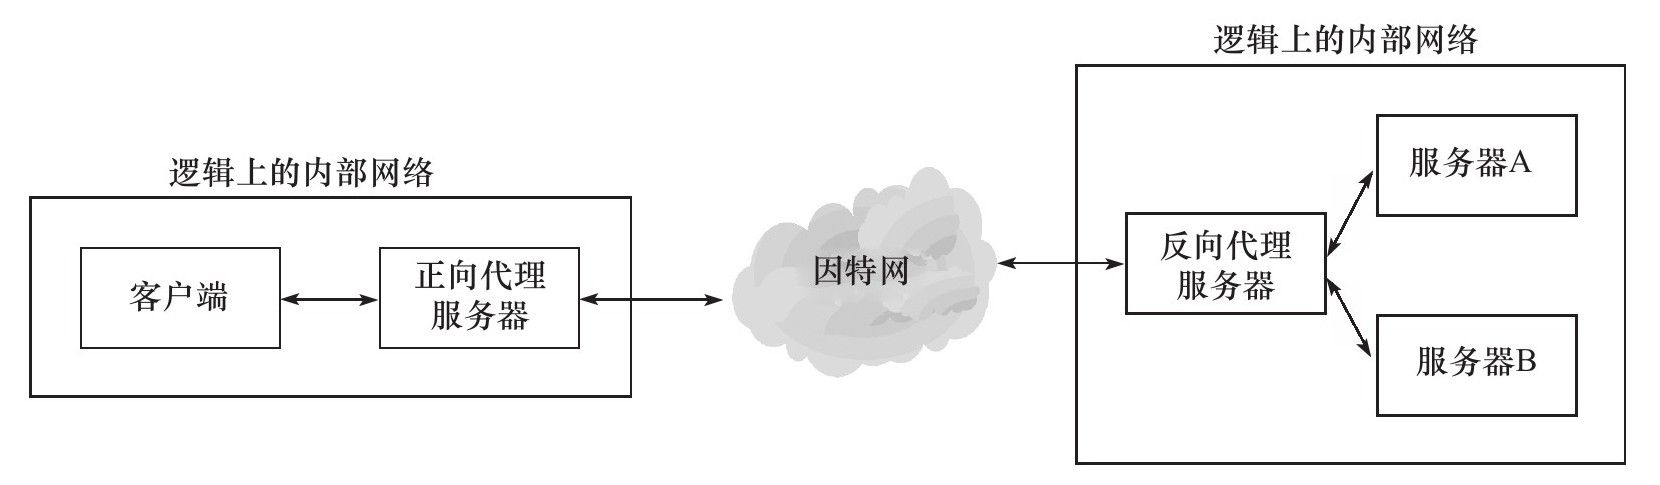 逻辑上的内部网络
客户端
正向代理
服务器
因特网
逻辑上的内部网络
反向代理
服务器
服务器A
服务器B